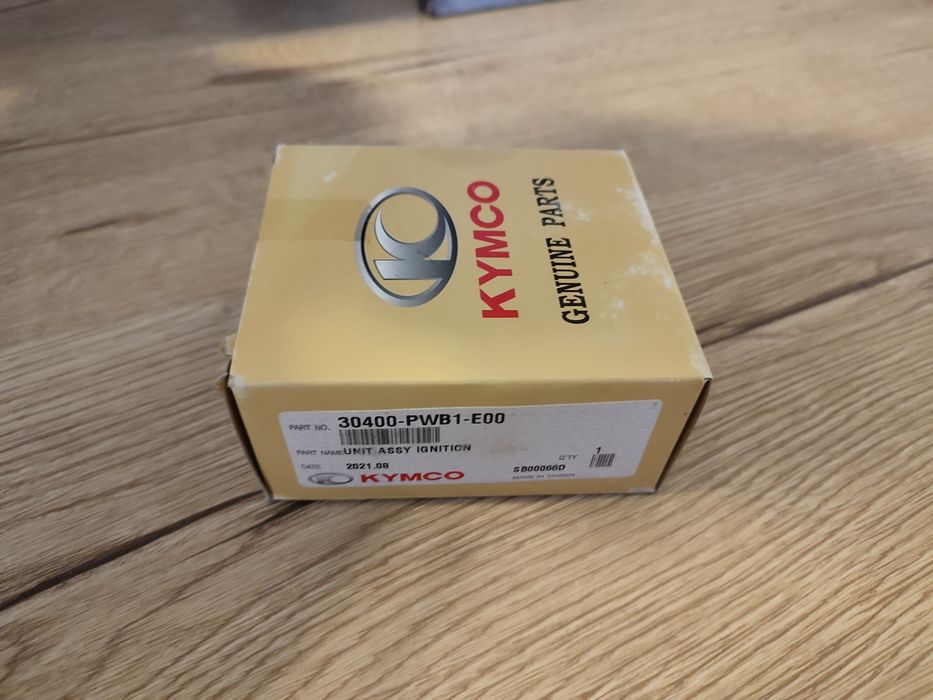 KYMCO
GENUINE PARTS
PART NO. 30400-PWB1-E00
PART NAME UNIT ASSY IGNITION
Q'TY 1
DATE 2021.08
SB00066D
KYMCO
MADE IN TAIWAN